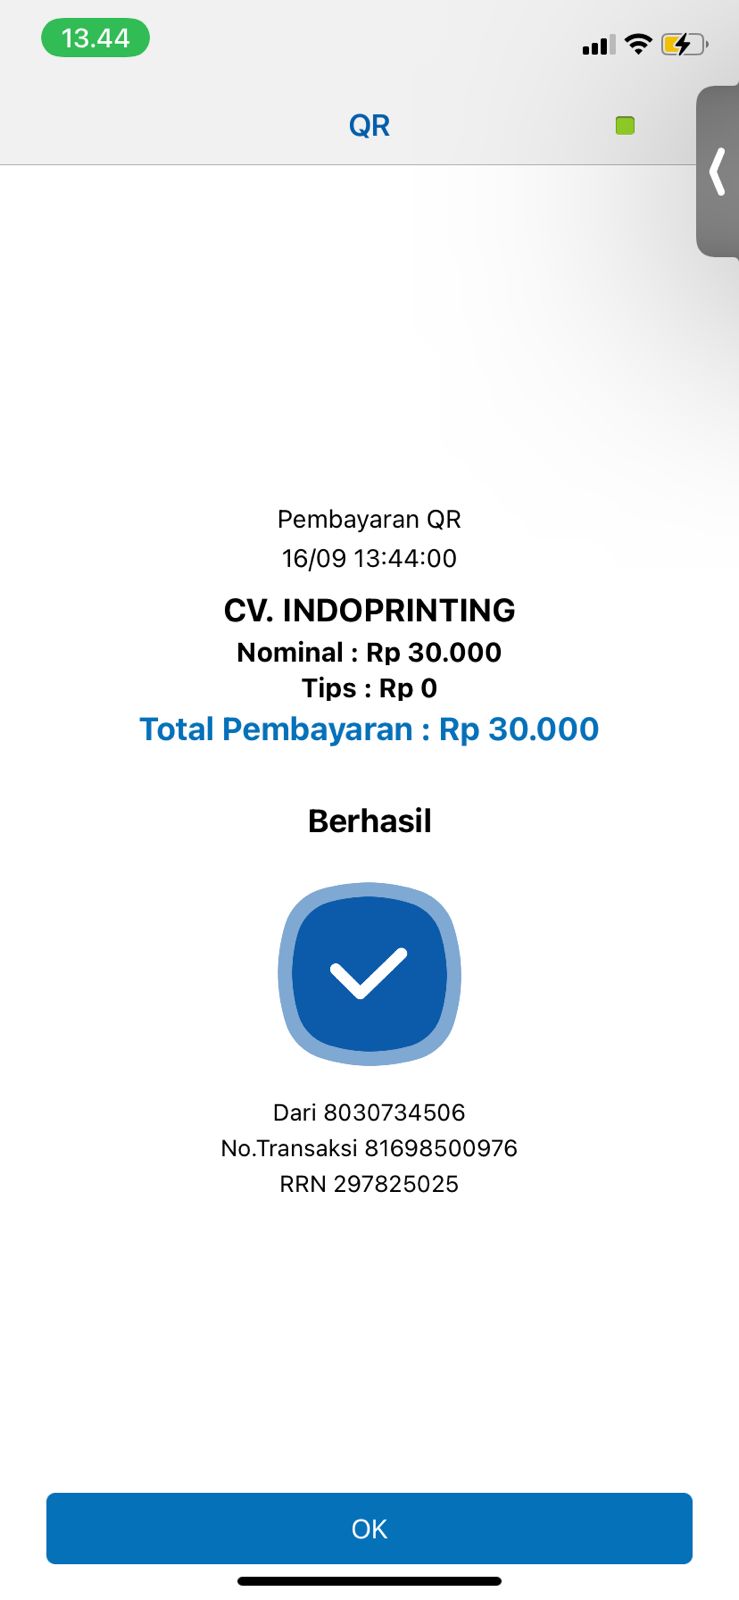 13.44
QR
Pembayaran QR
16/09 13:44:00
CV. INDOPRINTING
Nominal : Rp 30.000
Tips : Rp 0
Total Pembayaran : Rp 30.000
Berhasil
Dari 8030734506
No.Transaksi 81698500976
RRN 297825025
OK